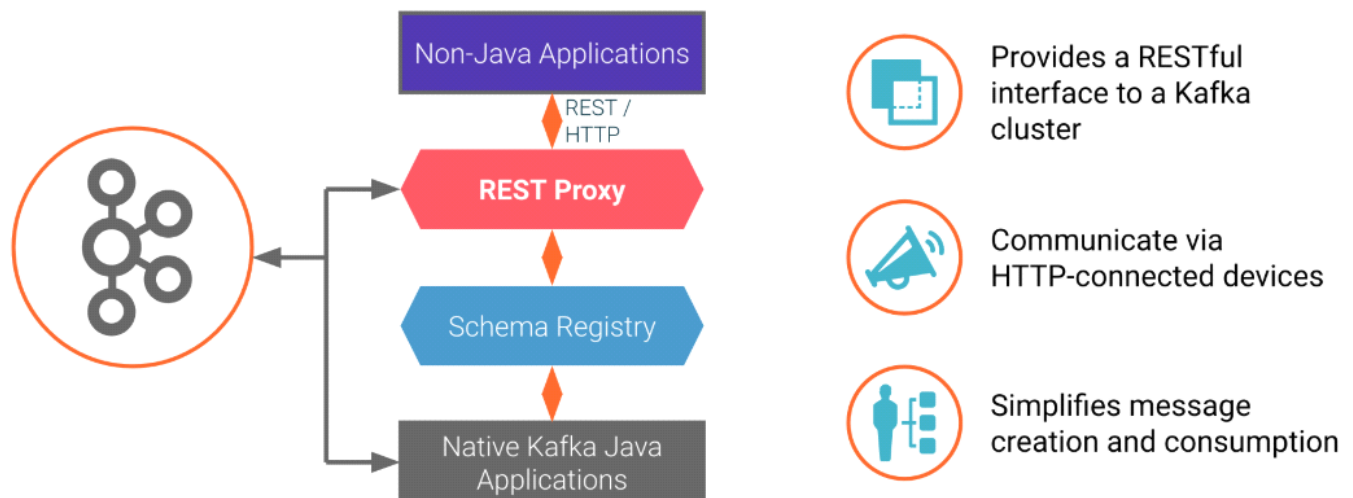 Non-Java Applications
REST /
HTTP
REST Proxy
Schema Registry
Native Kafka Java
Applications
Provides a RESTful
interface to a Kafka
cluster
Communicate via
HTTP-connected devices
Simplifies message
creation and consumption